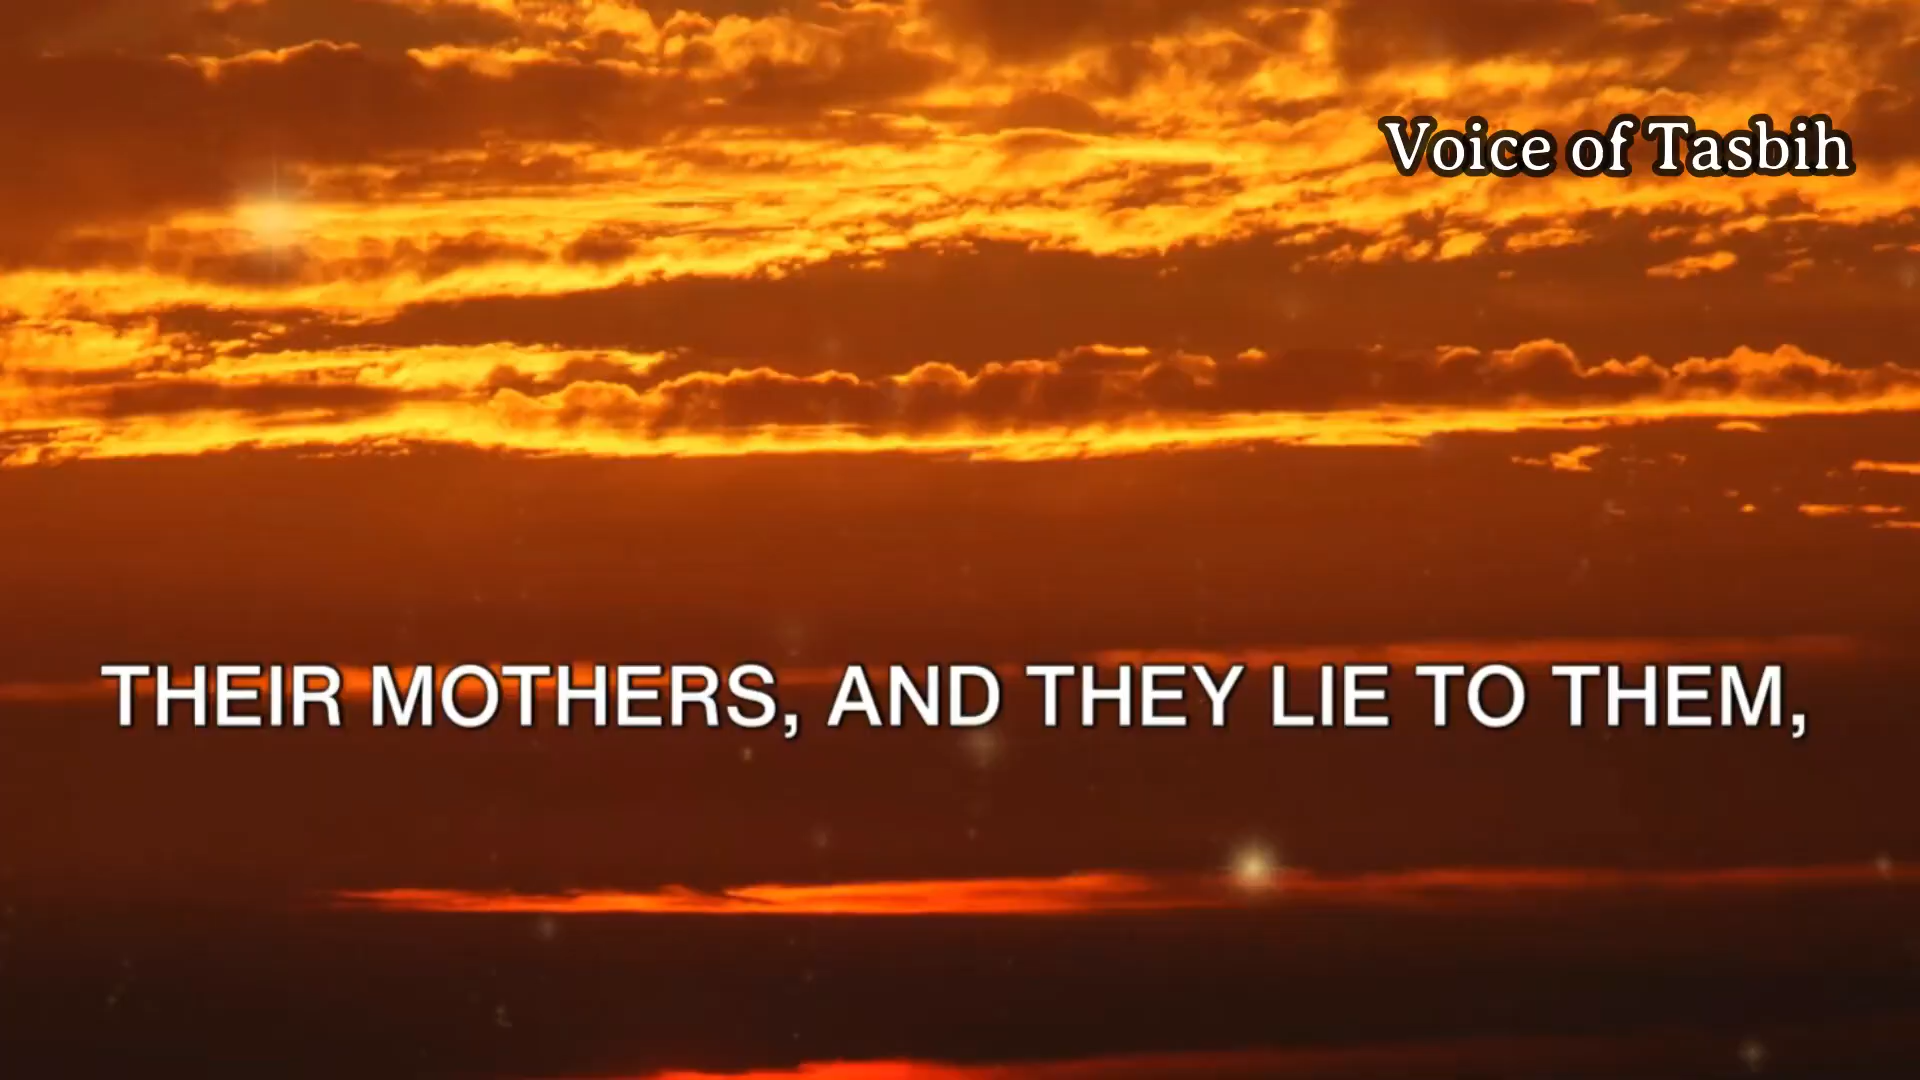 Voice of Tasbih
THEIR MOTHERS, AND THEY LIE TO THEM,